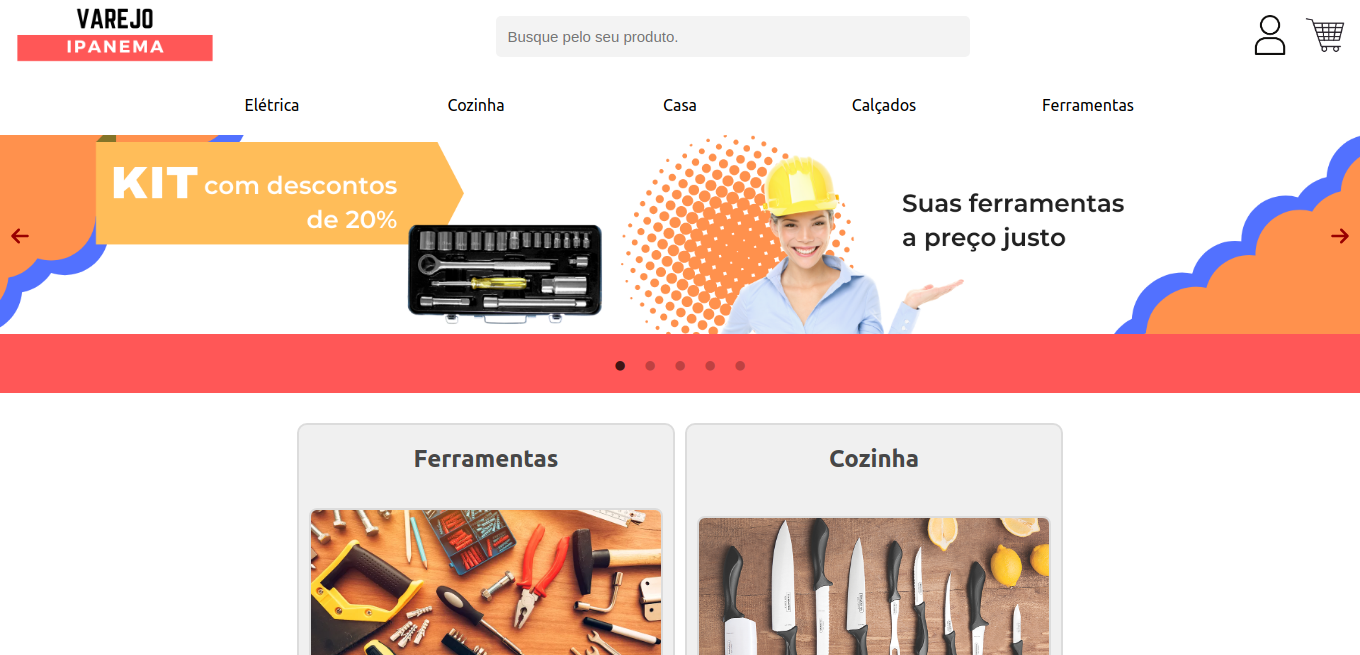 VAREJO
IPANEMA
Busque pelo seu produto.
Elétrica
Cozinha
Casa
Calçados
Ferramentas
KIT com descontos
de 20%
Suas ferramentas
a preço justo
Ferramentas
Cozinha